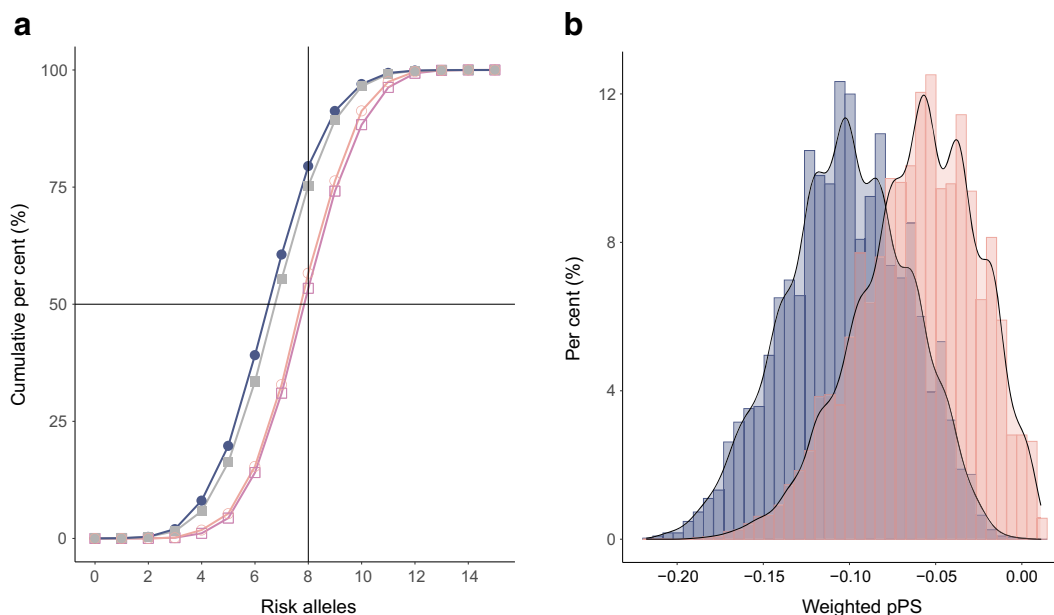 a
Cumulative per cent (%)
100
75
50
25
0
0 2 4 6 8 10 12 14
Risk alleles
b
Per cent (%)
12
8
4
0
−0.20 −0.15 −0.10 −0.05 0.00
Weighted pPS